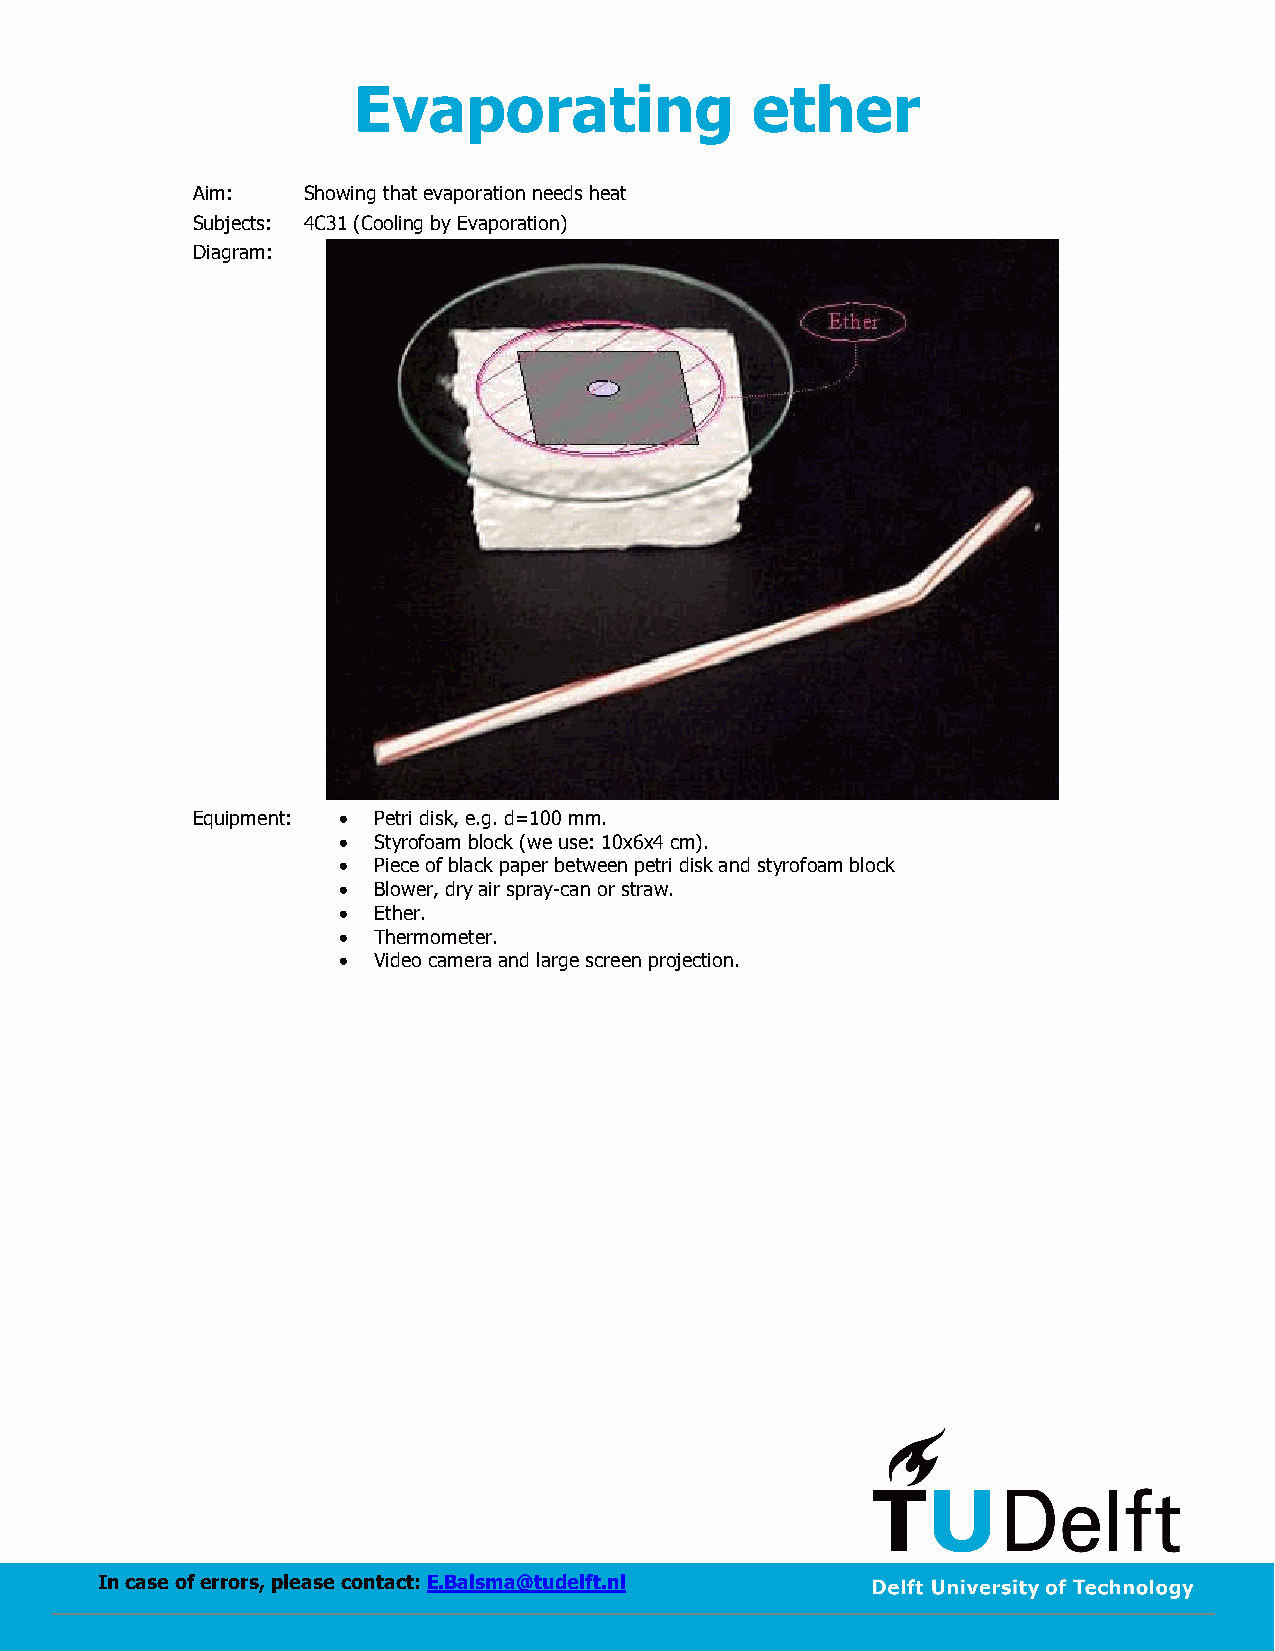 Evaporating ether
Aim: Showing that evaporation needs heat
Subjects: 4C31 (Cooling by Evaporation)
Diagram:
Ether
Equipment: • Petri disk, e.g. d=100 mm.
• Styrofoam block (we use: 10x6x4 cm).
• Piece of black paper between petri disk and styrofoam block
• Blower, dry air spray-can or straw.
• Ether.
• Thermometer.
• Video camera and large screen projection.
TUDelft
In case of errors, please contact: E.Balsma@tudelft.nl
Delft University of Technology